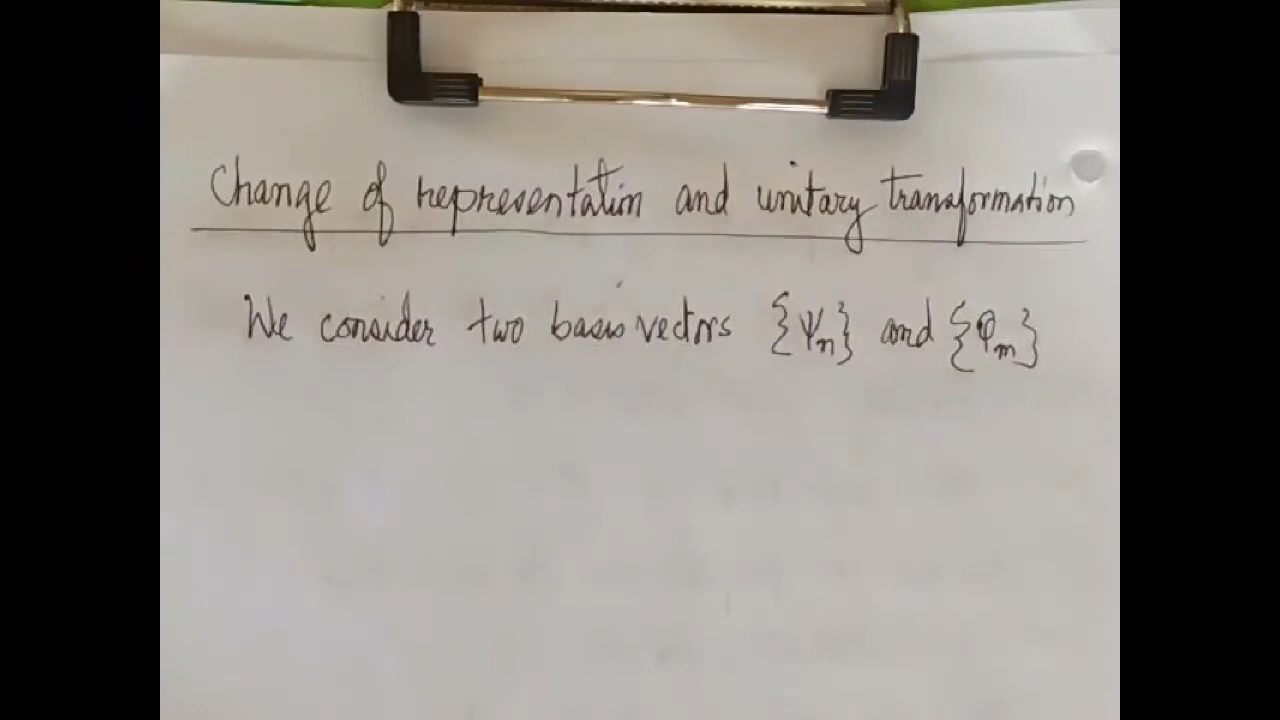 Change of representation and unitary transformation
We consider two basis vectors {ψₙ} and {φₘ}